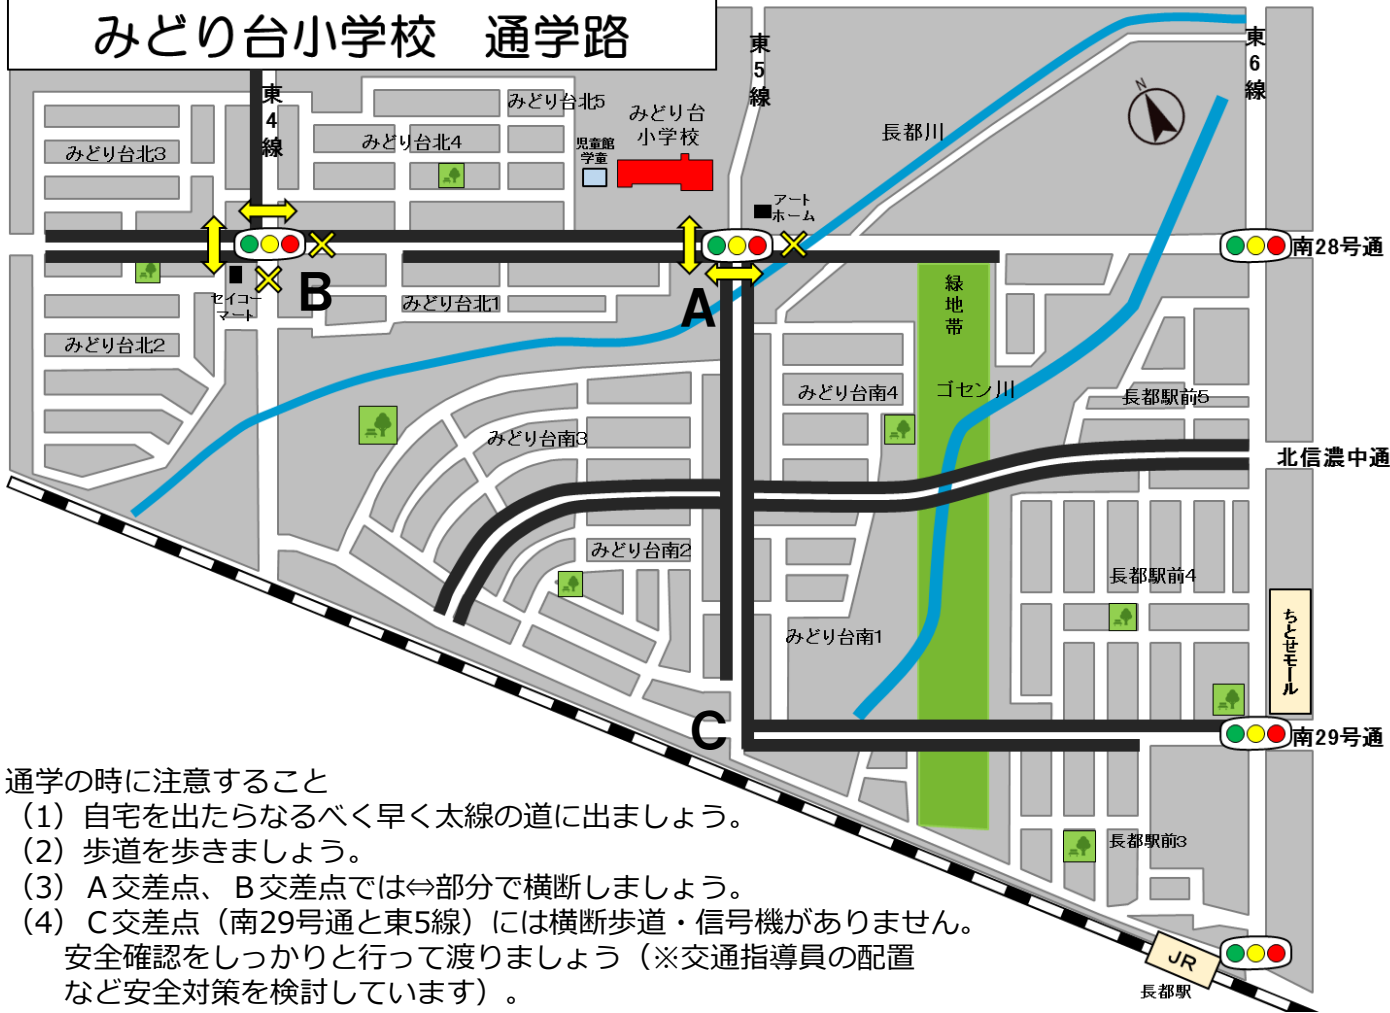 みどり台小学校　通学路
東4線
東5線
東6線
N
みどり台北5
みどり台
小学校
児童館
学童
みどり台北4
みどり台北3
長都川
アート
ホーム
南28号通
B
A
セイコー
マート
みどり台北1
みどり台北2
緑地帯
みどり台南4
ゴセン川
長都駅前5
みどり台南3
北信濃中通
みどり台南2
長都駅前4
みどり台南1
ちとせモール
C
南29号通
長都駅前3
JR
長都駅
通学の時に注意すること
（1）自宅を出たらなるべく早く太線の道に出ましょう。
（2）歩道を歩きましょう。
（3）A交差点、B交差点では⇔部分で横断しましょう。
（4）C交差点（南29号通と東5線）には横断歩道・信号機がありません。
安全確認をしっかりと行って渡りましょう（※交通指導員の配置
など安全対策を検討しています）。